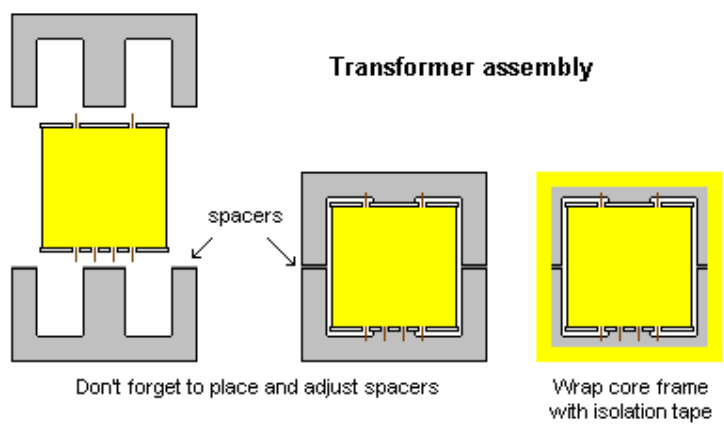 Transformer assembly
spacers
Don't forget to place and adjust spacers
Wrap core frame
with isolation tape